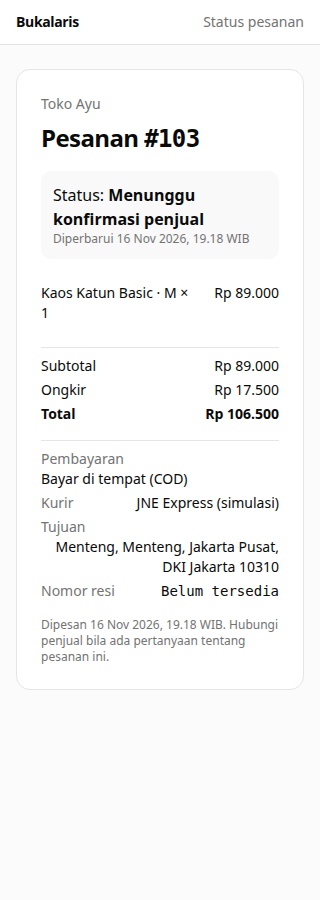 Bukalaris
Status pesanan
Toko Ayu
Pesanan #103
Status: Menunggu
konfirmasi penjual
Diperbarui 16 Nov 2026, 19.18 WIB
Kaos Katun Basic · M × Rp 89.000
1
Subtotal Rp 89.000
Ongkir Rp 17.500
Total Rp 106.500
Pembayaran
Bayar di tempat (COD)
Kurir JNE Express (simulasi)
Tujuan
Menteng, Menteng, Jakarta Pusat,
DKI Jakarta 10310
Nomor resi Belum tersedia
Dipesan 16 Nov 2026, 19.18 WIB. Hubungi
penjual bila ada pertanyaan tentang
pesanan ini.